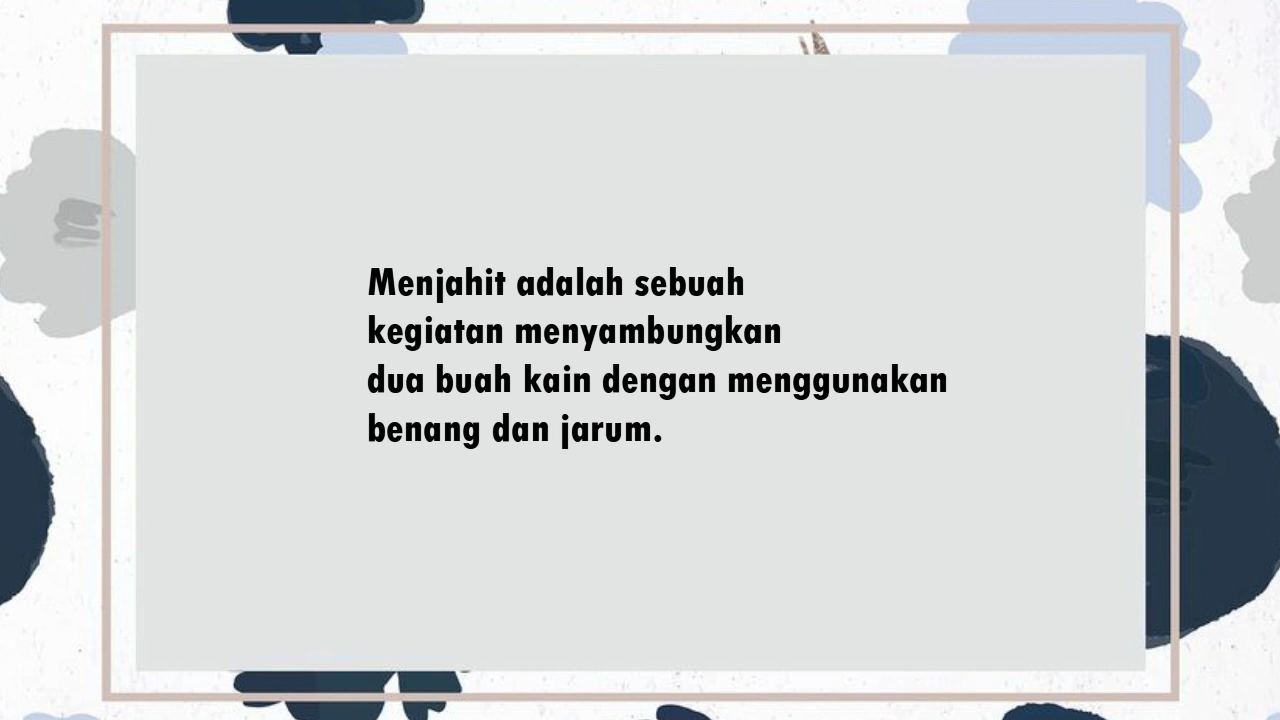 Menjahit adalah sebuah
kegiatan menyambungkan
dua buah kain dengan menggunakan
benang dan jarum.